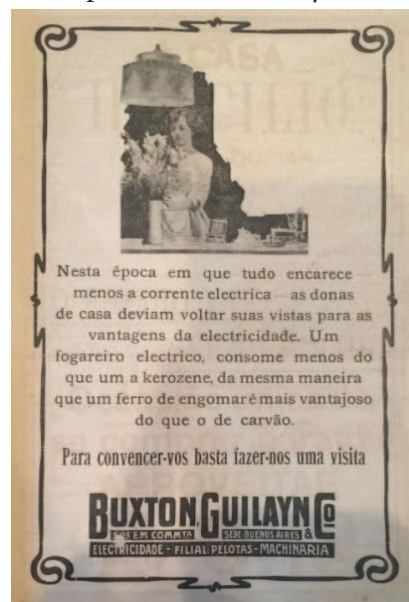 Nesta época em que tudo encarece —
menos a corrente electrica — as donas
de casa deviam voltar suas vistas para as
vantagens da electricidade. Um
fogareiro electrico, consome menos do
que um a kerozene, da mesma maneira
que um ferro de engomar é mais vantajoso
do que o de carvão.
Para convencer-vos basta fazer-nos uma visita
BUXTON, GUILAYN & Co
SOC EM COMMTA SEDE: BUENOS AIRES
ELECTRICIDADE - FILIAL: PELOTAS - MACHINARIA